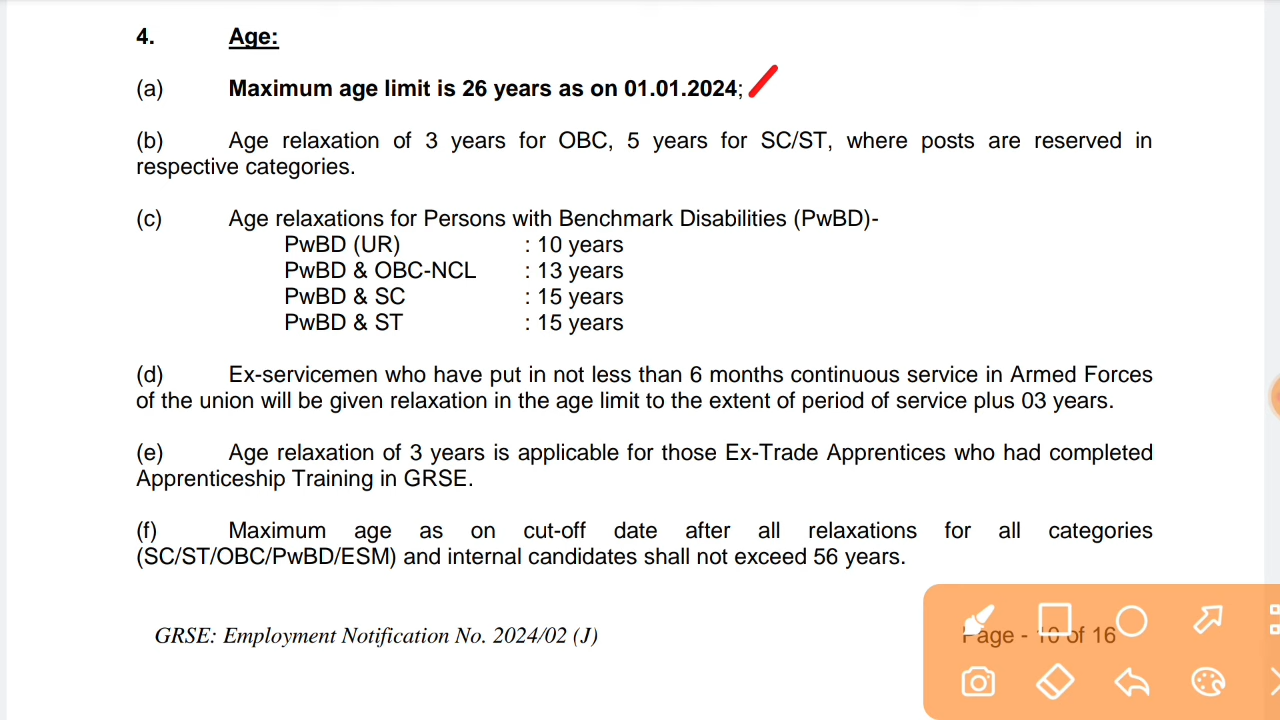 4. Age:
(a) Maximum age limit is 26 years as on 01.01.2024;
(b) Age relaxation of 3 years for OBC, 5 years for SC/ST, where posts are reserved in
respective categories.
(c) Age relaxations for Persons with Benchmark Disabilities (PwBD)-
PwBD (UR) : 10 years
PwBD & OBC-NCL : 13 years
PwBD & SC : 15 years
PwBD & ST : 15 years
(d) Ex-servicemen who have put in not less than 6 months continuous service in Armed Forces
of the union will be given relaxation in the age limit to the extent of period of service plus 03 years.
(e) Age relaxation of 3 years is applicable for those Ex-Trade Apprentices who had completed
Apprenticeship Training in GRSE.
(f) Maximum age as on cut-off date after all relaxations for all categories
(SC/ST/OBC/PwBD/ESM) and internal candidates shall not exceed 56 years.
GRSE: Employment Notification No. 2024/02 (J) Page - 10 of 16